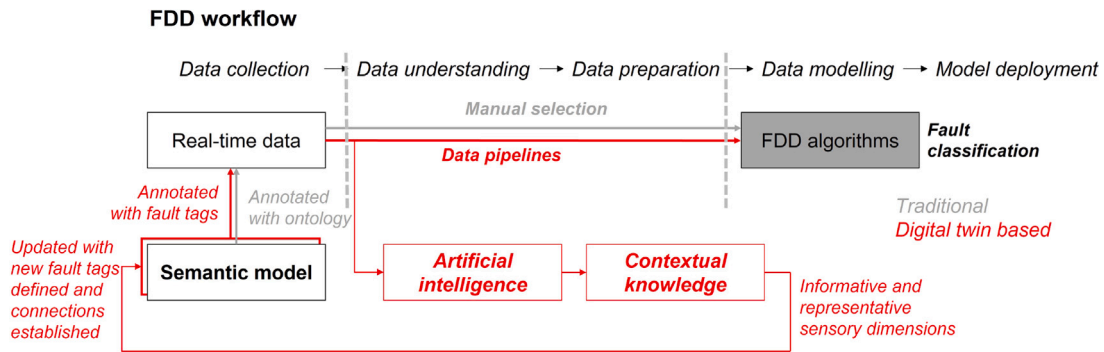 FDD workflow
Data collection
Data understanding
Data preparation
Data modelling
Model deployment
Manual selection
Real-time data
Data pipelines
FDD algorithms
Fault
classification
Annotated
with fault tags
Annotated
with ontology
Traditional
Digital twin based
Updated with
new fault tags
defined and
connections
established
Semantic model
Artificial
intelligence
Contextual
knowledge
Informative and
representative
sensory dimensions